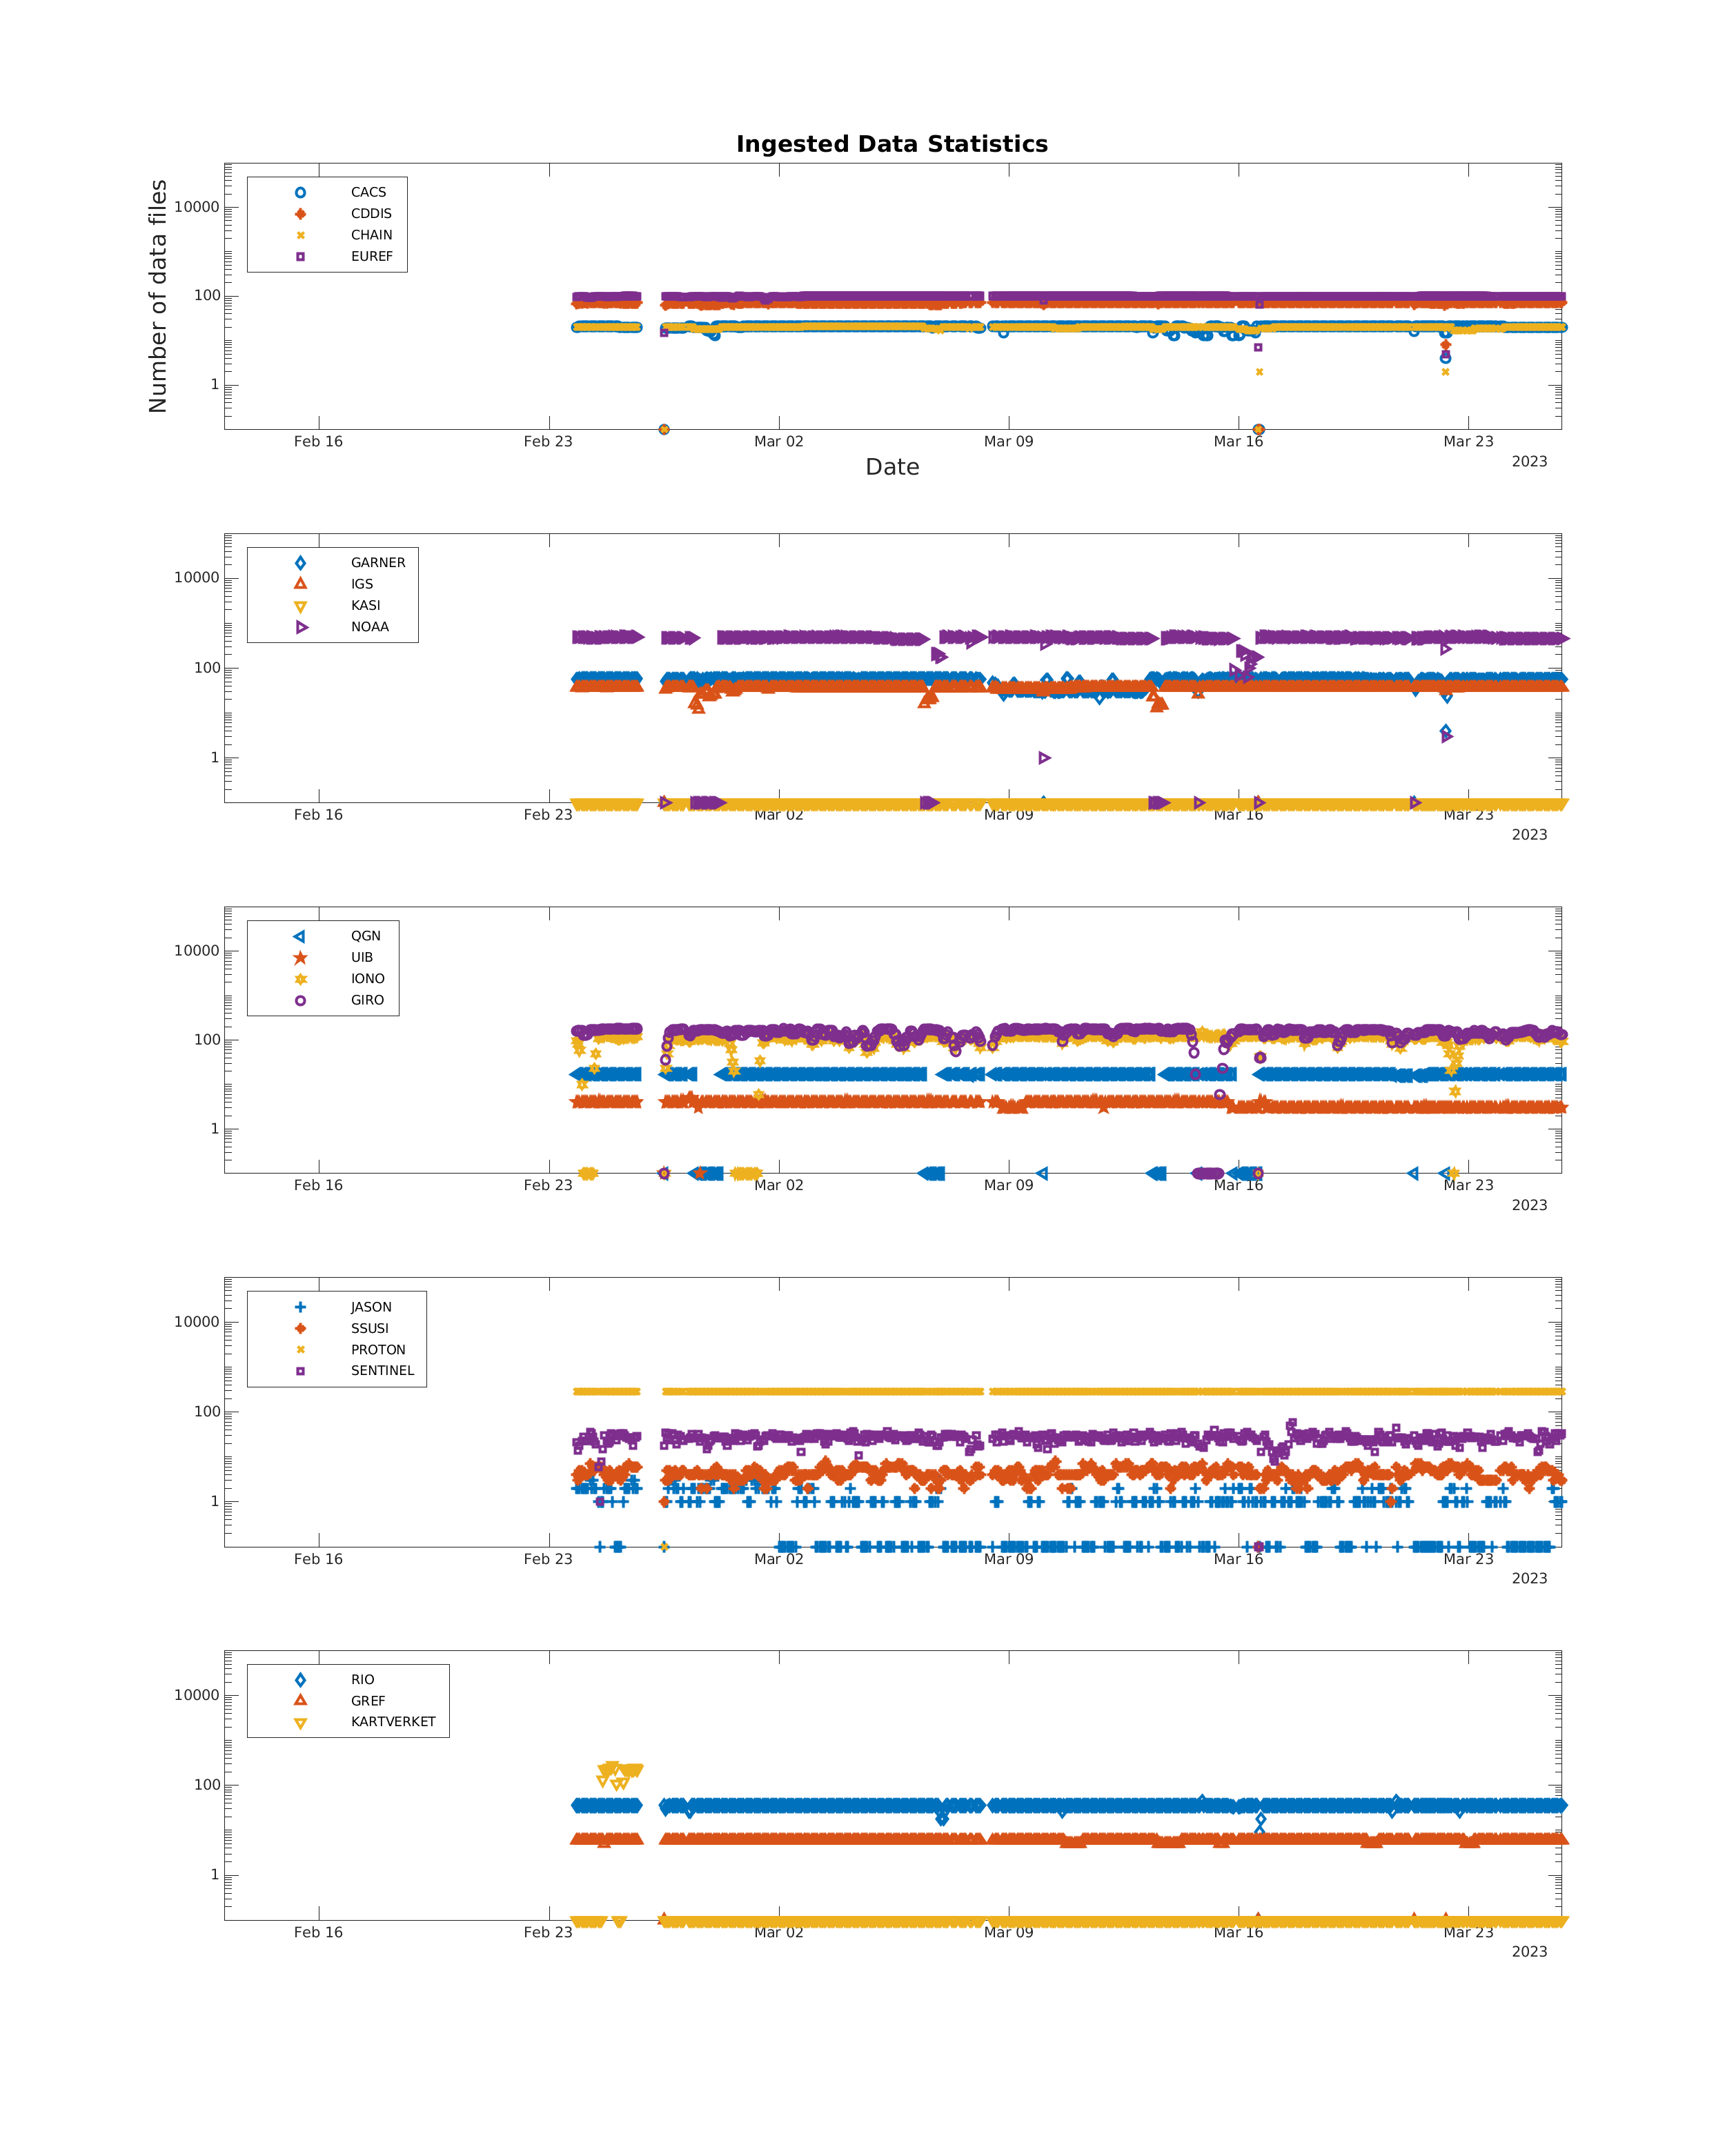 Ingested Data Statistics
Number of data files
10000
100
1
CACS
CDDIS
CHAIN
EUREF
Feb 16 Feb 23 Mar 02 Mar 09 Mar 16 Mar 23
2023
Date
10000
100
1
GARNER
IGS
KASI
NOAA
Feb 16 Feb 23 Mar 02 Mar 09 Mar 16 Mar 23
2023
10000
100
1
QGN
UIB
IONO
GIRO
Feb 16 Feb 23 Mar 02 Mar 09 Mar 16 Mar 23
2023
10000
100
1
JASON
SSUSI
PROTON
SENTINEL
Feb 16 Feb 23 Mar 02 Mar 09 Mar 16 Mar 23
2023
10000
100
1
RIO
GREF
KARTVERKET
Feb 16 Feb 23 Mar 02 Mar 09 Mar 16 Mar 23
2023